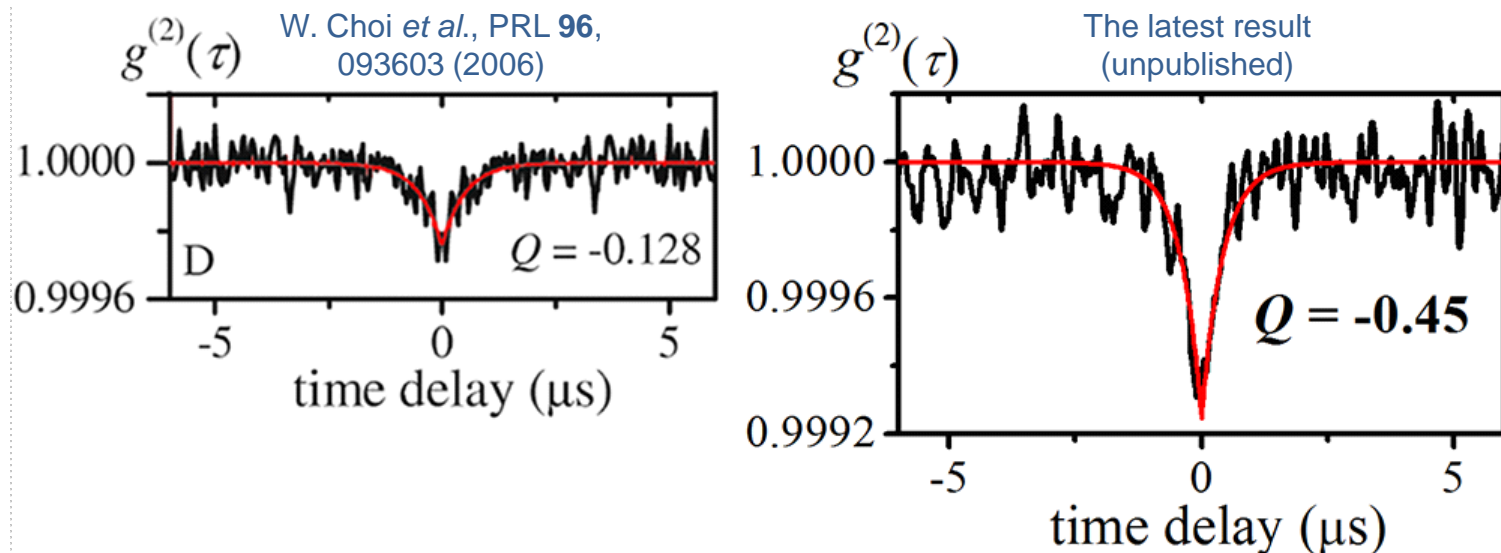 W. Choi et al., PRL 96,
093603 (2006)
g(2)(τ)
1.0000
0.9996
D
Q = -0.128
-5 0 5
time delay (μs)
The latest result
(unpublished)
g(2)(τ)
1.0000
0.9996
0.9992
Q = -0.45
-5 0 5
time delay (μs)